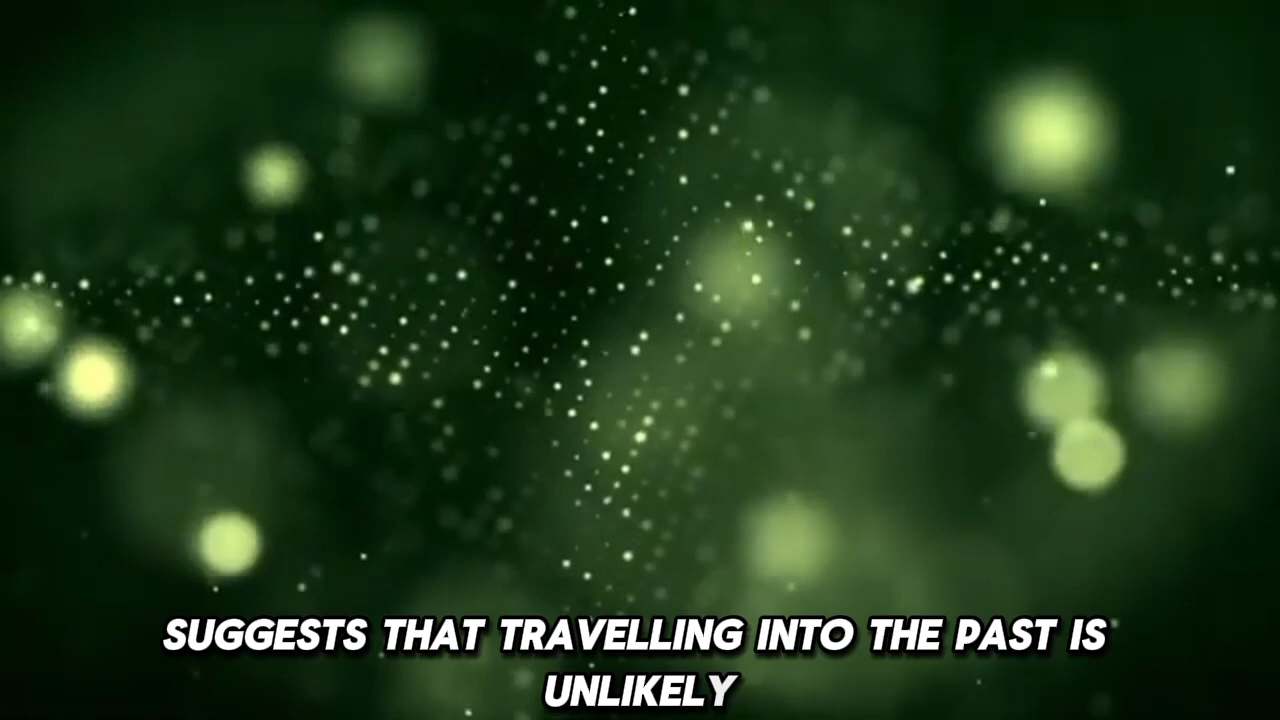 SUGGESTS THAT TRAVELLING INTO THE PAST IS
UNLIKELY